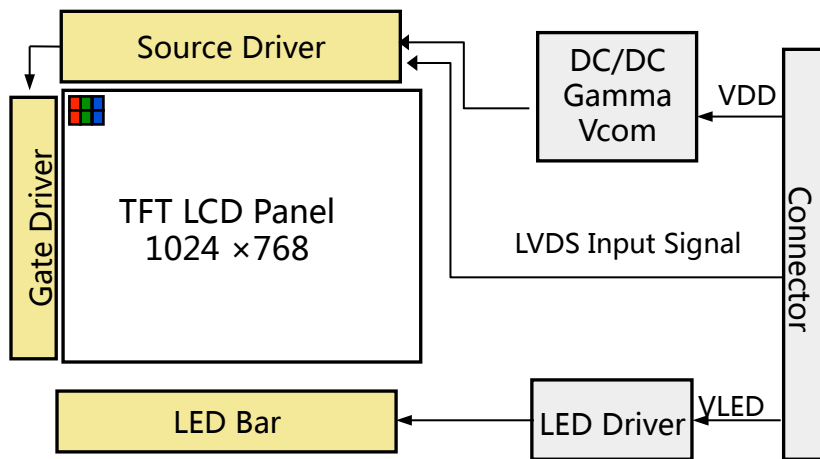 Source Driver
DC/DC
Gamma
Vcom
VDD
Gate Driver
TFT LCD Panel
1024 ×768
LVDS Input Signal
Connector
LED Bar
LED Driver
VLED